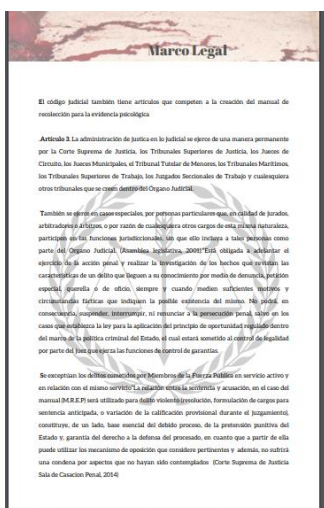 Marco Legal
El código judicial también tiene artículos que competen a la creación del manual de
recolección para la evidencia psicológica
.Artículo 3. La administración de justica en lo judicial se ejerce de una manera permanente
por la Corte Suprema de Justicia, los Tribunales Superiores de Justicia, los Jueces de
Circuito, los Jueces Municipales, el Tribunal Tutelar de Menores, los Tribunales Marítimos,
los Tribunales Superiores de Trabajo, los Juzgados Seccionales de Trabajo y cualesquiera
otros tribunales que se creen dentro del Órgano Judicial.
También se ejerce en casos especiales, por personas particulares que, en calidad de jurados,
arbitradores o árbitros, o por razón de cualesquiera otros cargos de esta misma naturaleza,
participen en las funciones jurisdiccionales, sin que ello incluya a tales personas como
parte del Órgano Judicial. (Asamblea legislativa, 2001)"Está obligada a adelantar el
ejercicio de la acción penal y realizar la investigación de los hechos que revistan las
características de un delito que lleguen a su conocimiento por medio de denuncia, petición
especial, querella o de oficio, siempre y cuando medien suficientes motivos y
circunstancias fácticas que indiquen la posible existencia del mismo. No podrá, en
consecuencia, suspender, interrumpir, ni renunciar a la persecución penal, salvo en los
casos que establezca la ley para la aplicación del principio de oportunidad regulado dentro
del marco de la política criminal del Estado, el cual estará sometido al control de legalidad
por parte del juez que ejerza las funciones de control de garantías.
Se exceptúan los delitos cometidos por Miembros de la Fuerza Pública en servicio activo y
en relación con el mismo servicio"La relación entre la sentencia y acusación, en el caso del
manual (M.R.E.P) será utilizado para delito violento (resolución, formulación de cargos para
sentencia anticipada, o variación de la calificación provisional durante el juzgamiento),
constituye, de un lado, base esencial del debido proceso, de la pretensión punitiva del
Estado y, garantía del derecho a la defensa del procesado, en cuanto que a partir de ella
puede utilizar los mecanismo de oposición que considere pertinentes y además, no sufrirá
una condena por aspectos que no hayan sido contemplados (Corte Suprema de Justicia
Sala de Casacion Penal, 2014)